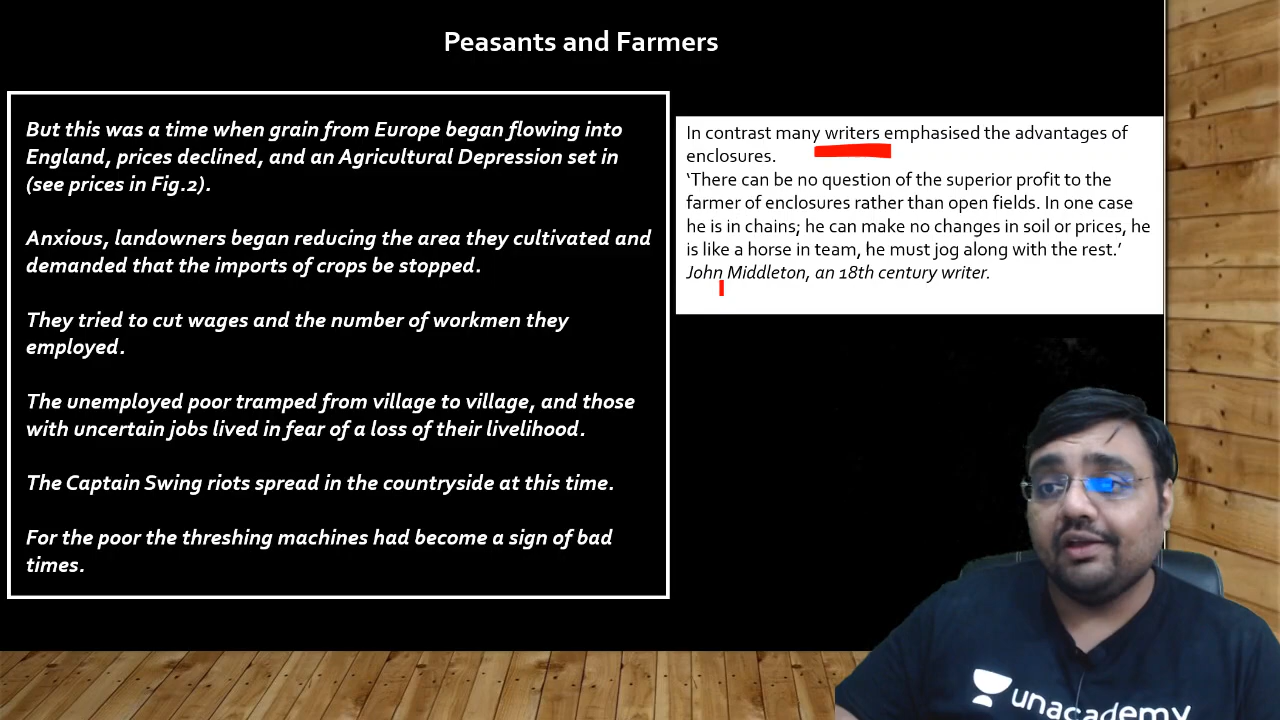 Peasants and Farmers
But this was a time when grain from Europe began flowing into
England, prices declined, and an Agricultural Depression set in
(see prices in Fig.2).
Anxious, landowners began reducing the area they cultivated and
demanded that the imports of crops be stopped.
They tried to cut wages and the number of workmen they
employed.
The unemployed poor tramped from village to village, and those
with uncertain jobs lived in fear of a loss of their livelihood.
The Captain Swing riots spread in the countryside at this time.
For the poor the threshing machines had become a sign of bad
times.
In contrast many writers emphasised the advantages of
enclosures.
‘There can be no question of the superior profit to the
farmer of enclosures rather than open fields. In one case
he is in chains; he can make no changes in soil or prices, he
is like a horse in team, he must jog along with the rest.’
John Middleton, an 18th century writer.
unacademy